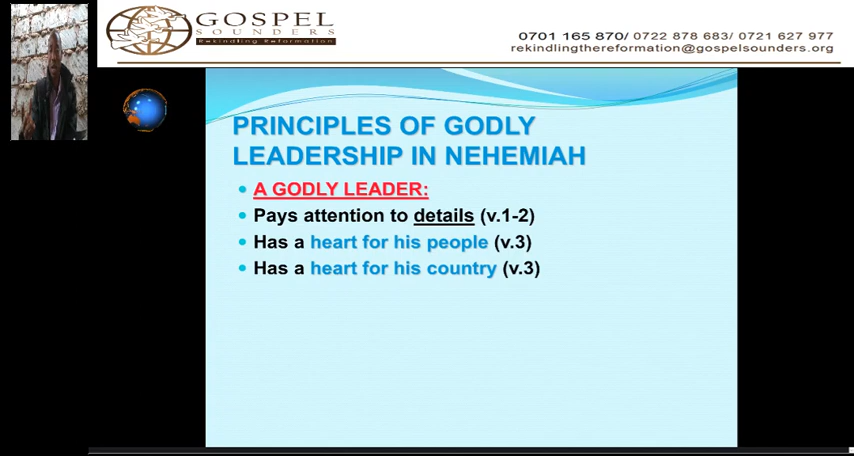 GOSPEL
SOUNDERS
Rekindling Reformation
0701 165 870/ 0722 878 683/ 0721 627 977
rekindlingthereformation@gospelsounders.org
PRINCIPLES OF GODLY
LEADERSHIP IN NEHEMIAH
A GODLY LEADER:
Pays attention to details (v.1-2)
Has a heart for his people (v.3)
Has a heart for his country (v.3)